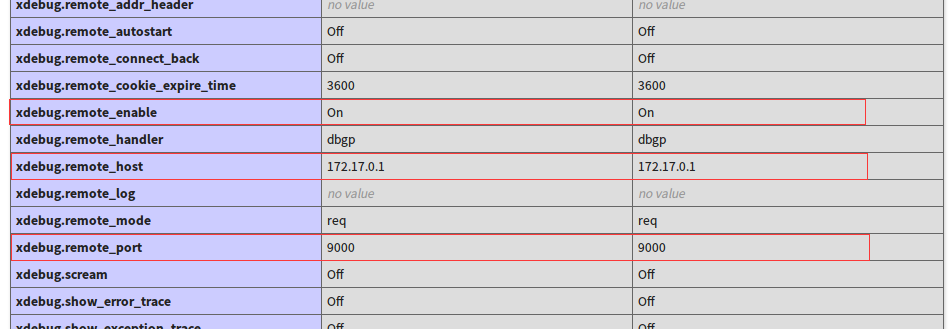 xdebug.remote_addr_header no value no value
xdebug.remote_autostart Off Off
xdebug.remote_connect_back Off Off
xdebug.remote_cookie_expire_time 3600 3600
xdebug.remote_enable On On
xdebug.remote_handler dbgp dbgp
xdebug.remote_host 172.17.0.1 172.17.0.1
xdebug.remote_log no value no value
xdebug.remote_mode req req
xdebug.remote_port 9000 9000
xdebug.scream Off Off
xdebug.show_error_trace Off Off
xdebug.show_exception_trace Off Off